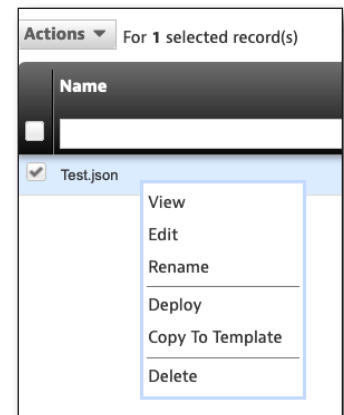 Actions For 1 selected record(s)
Name
Test.json
View
Edit
Rename
Deploy
Copy To Template
Delete